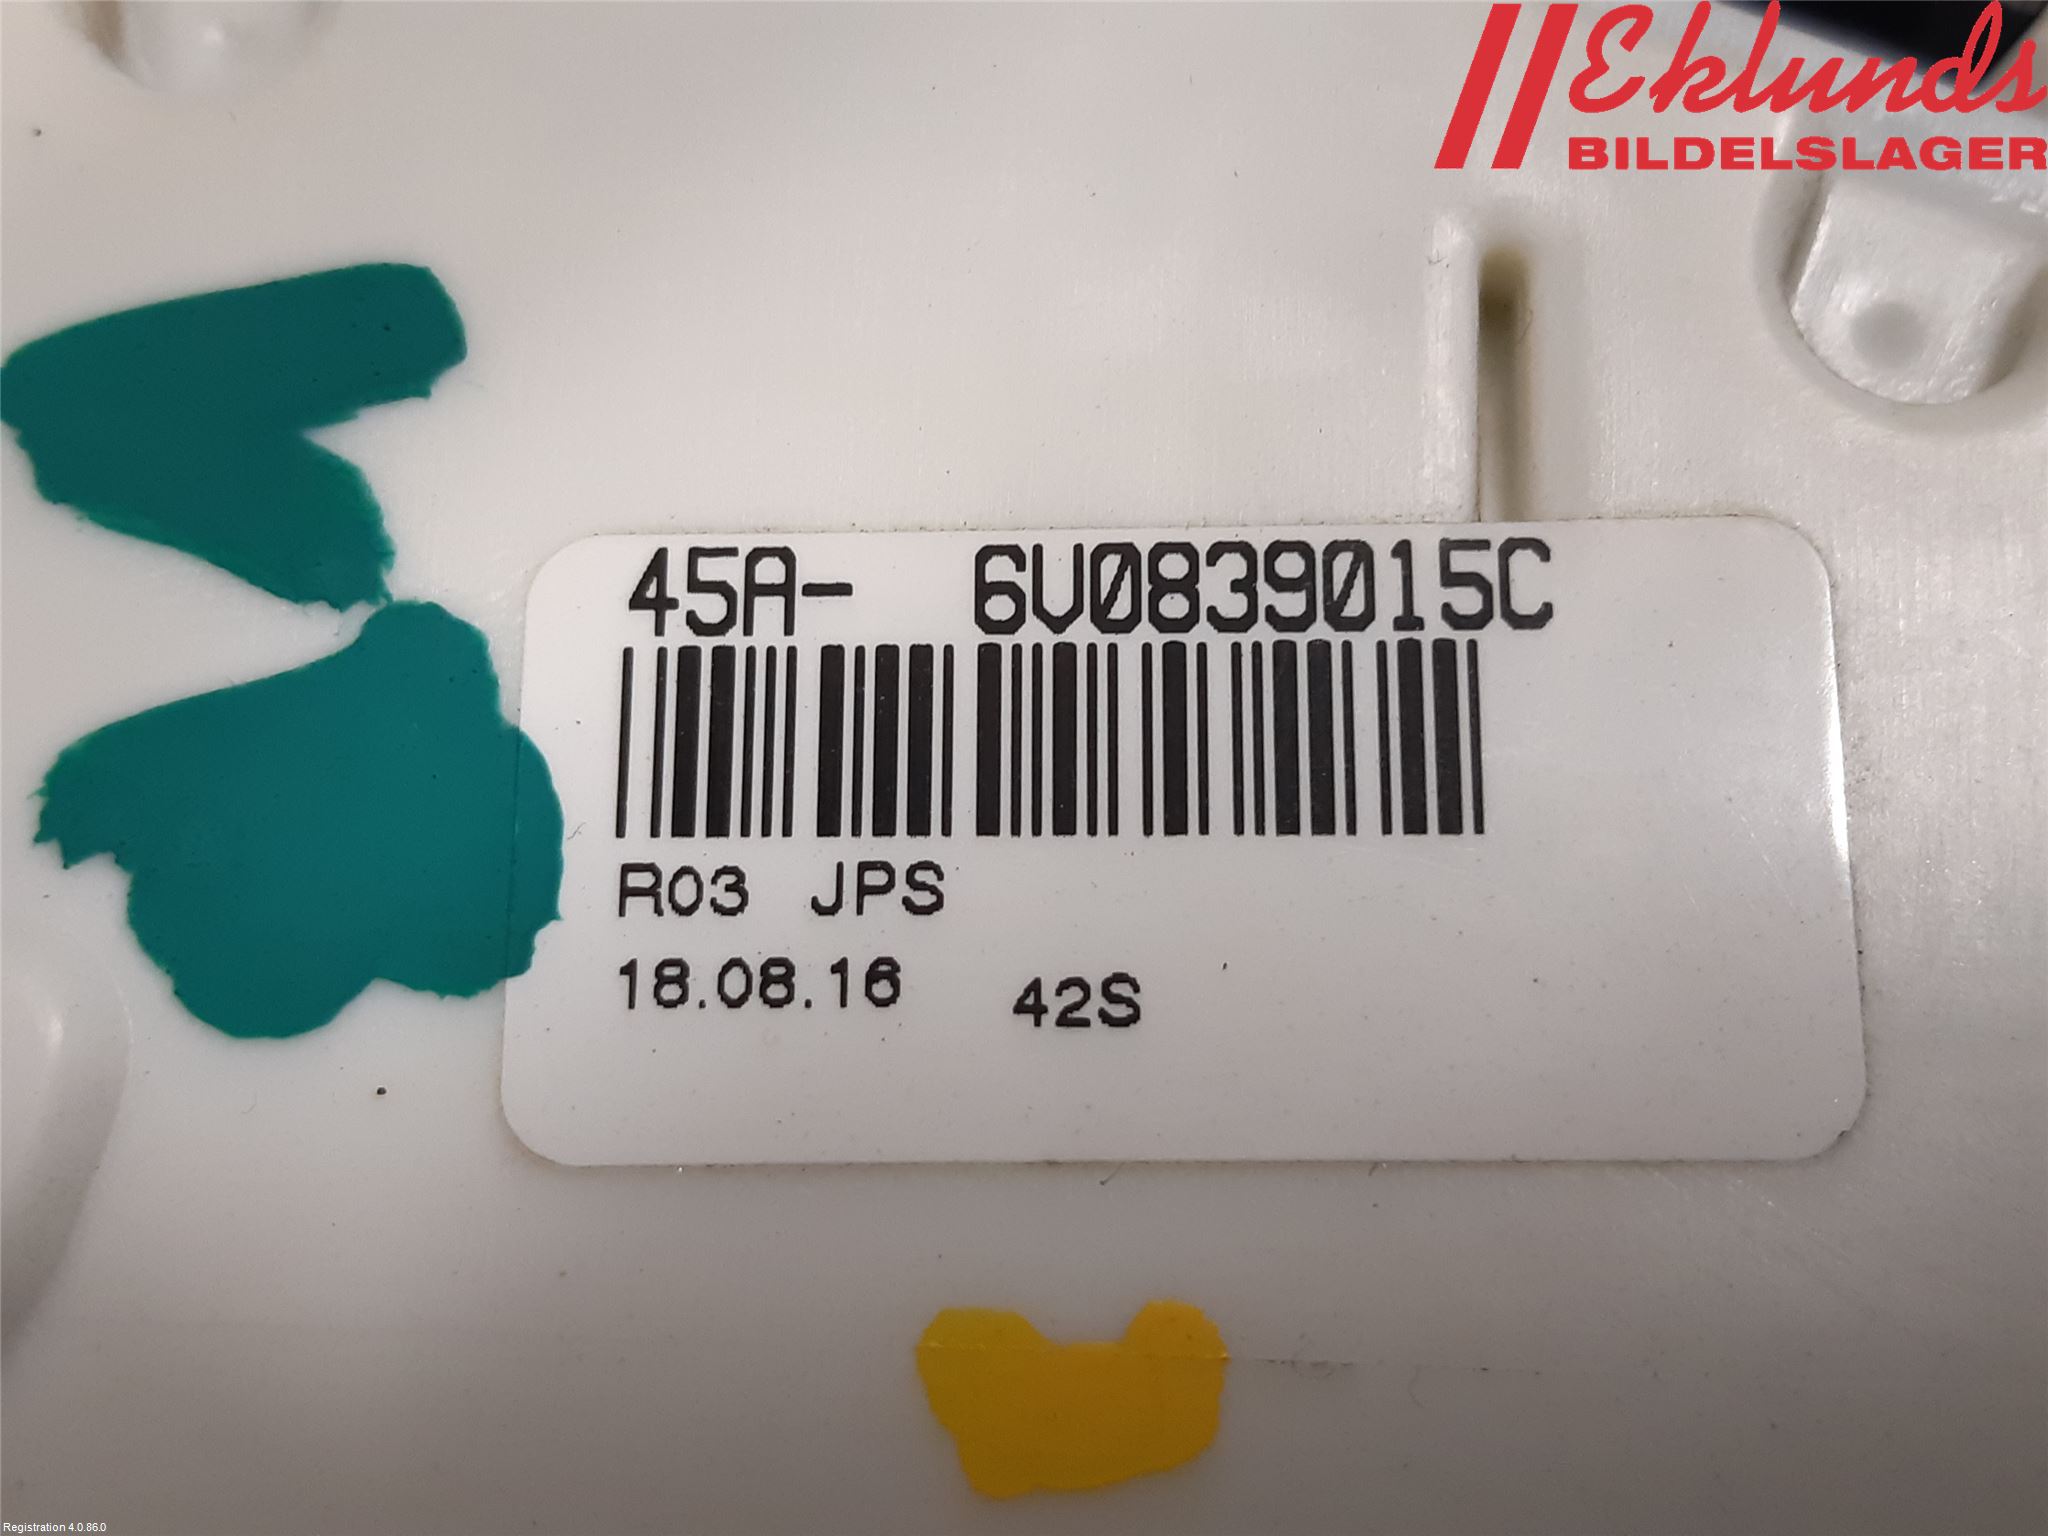 Eklunds
BILDELSLAGER
45A- 6V0839015C
R03 JPS
18.08.16 42S
Registration 4.0.86.0